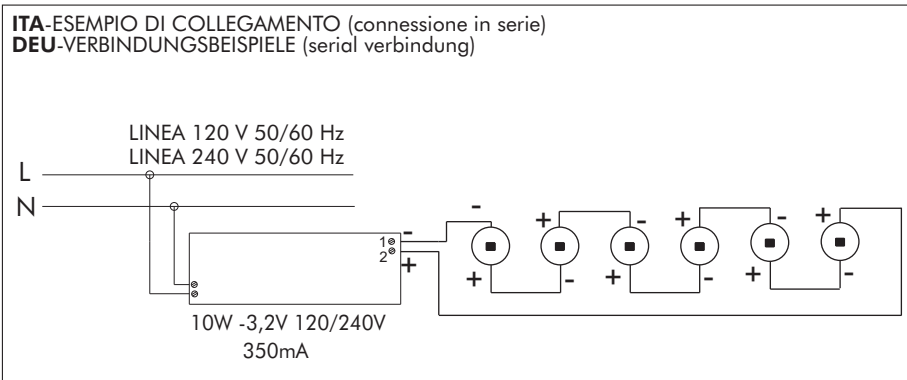 ITA-ESEMPIO DI COLLEGAMENTO (connessione in serie)
DEU-VERBINDUNGSBEISPIELE (serial verbindung)
LINEA 120 V 50/60 Hz
LINEA 240 V 50/60 Hz
L
N
- - + - + - + - +
1
2
+ + - + - + -
10W -3,2V 120/240V
350mA